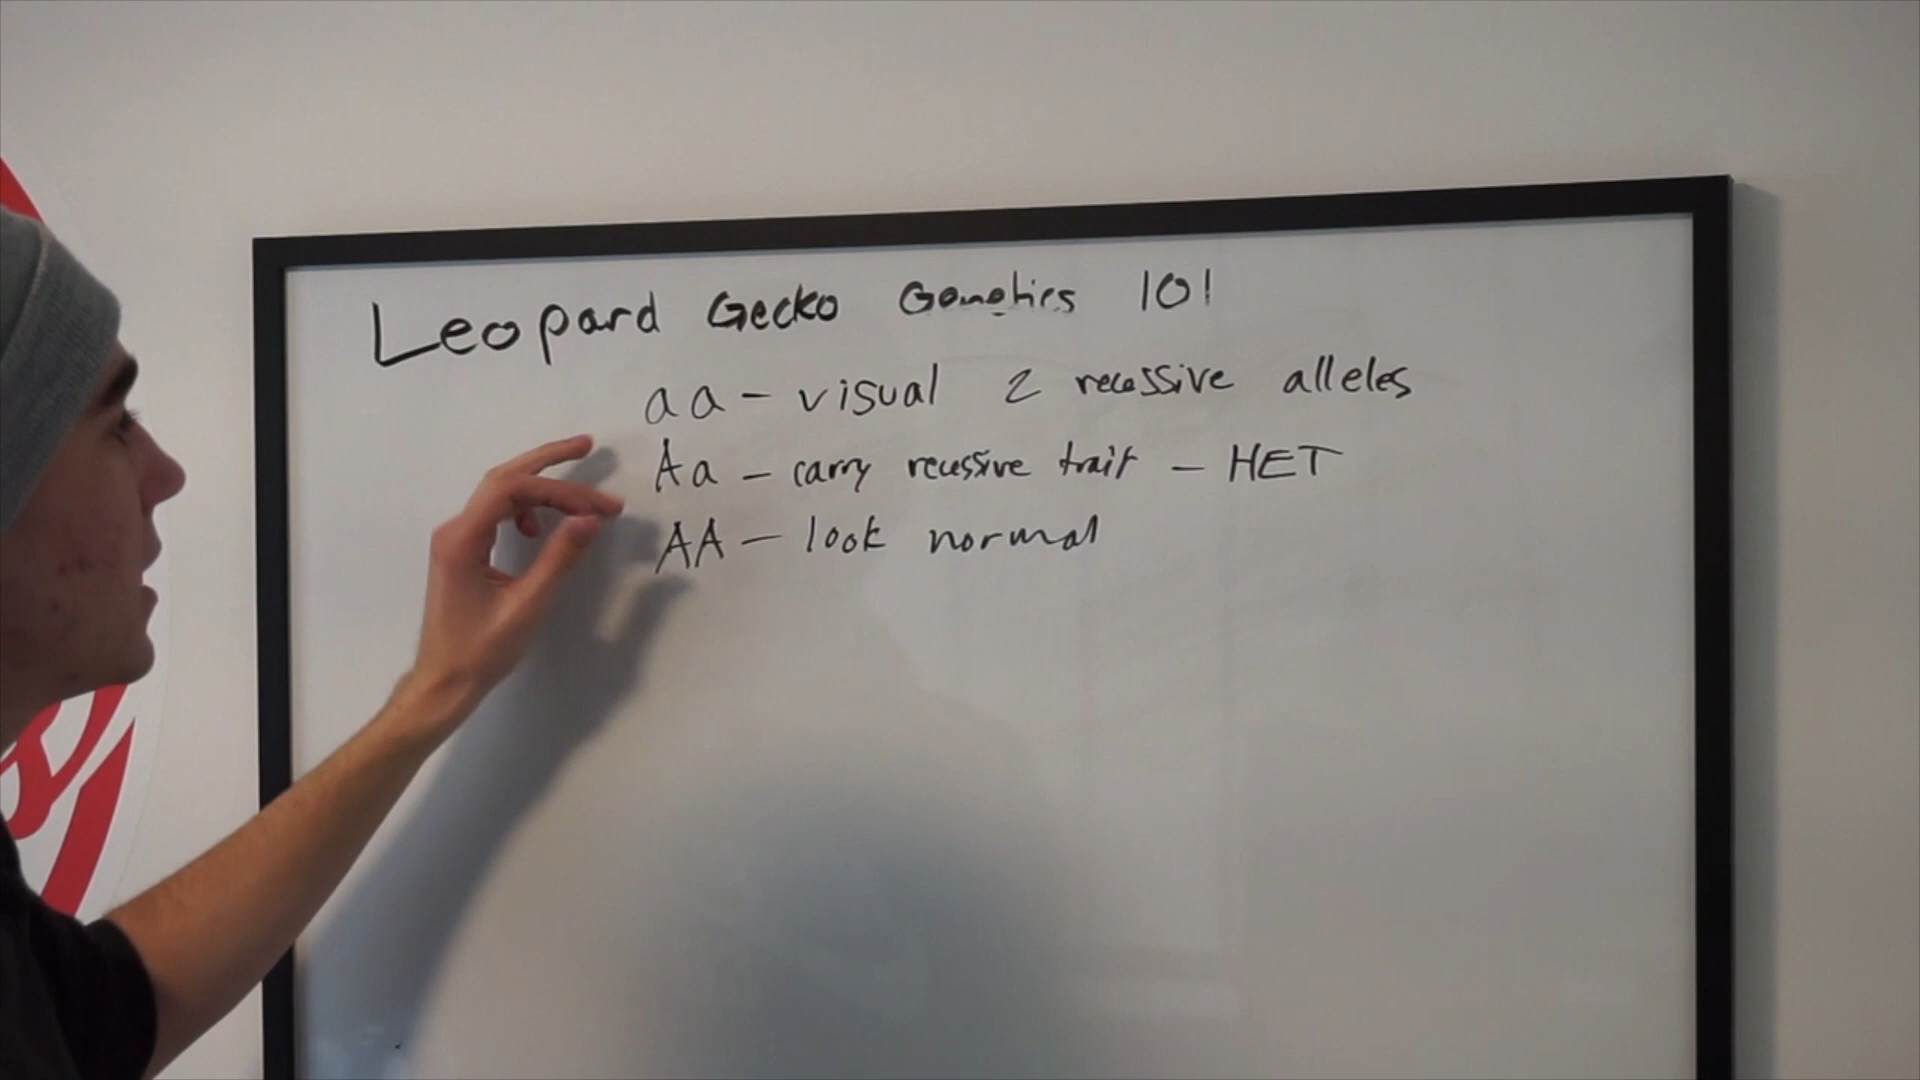 Leopard Gecko Genetics 101
aa - visual 2 recessive alleles
Aa - carry recessive trait - HET
AA - look normal